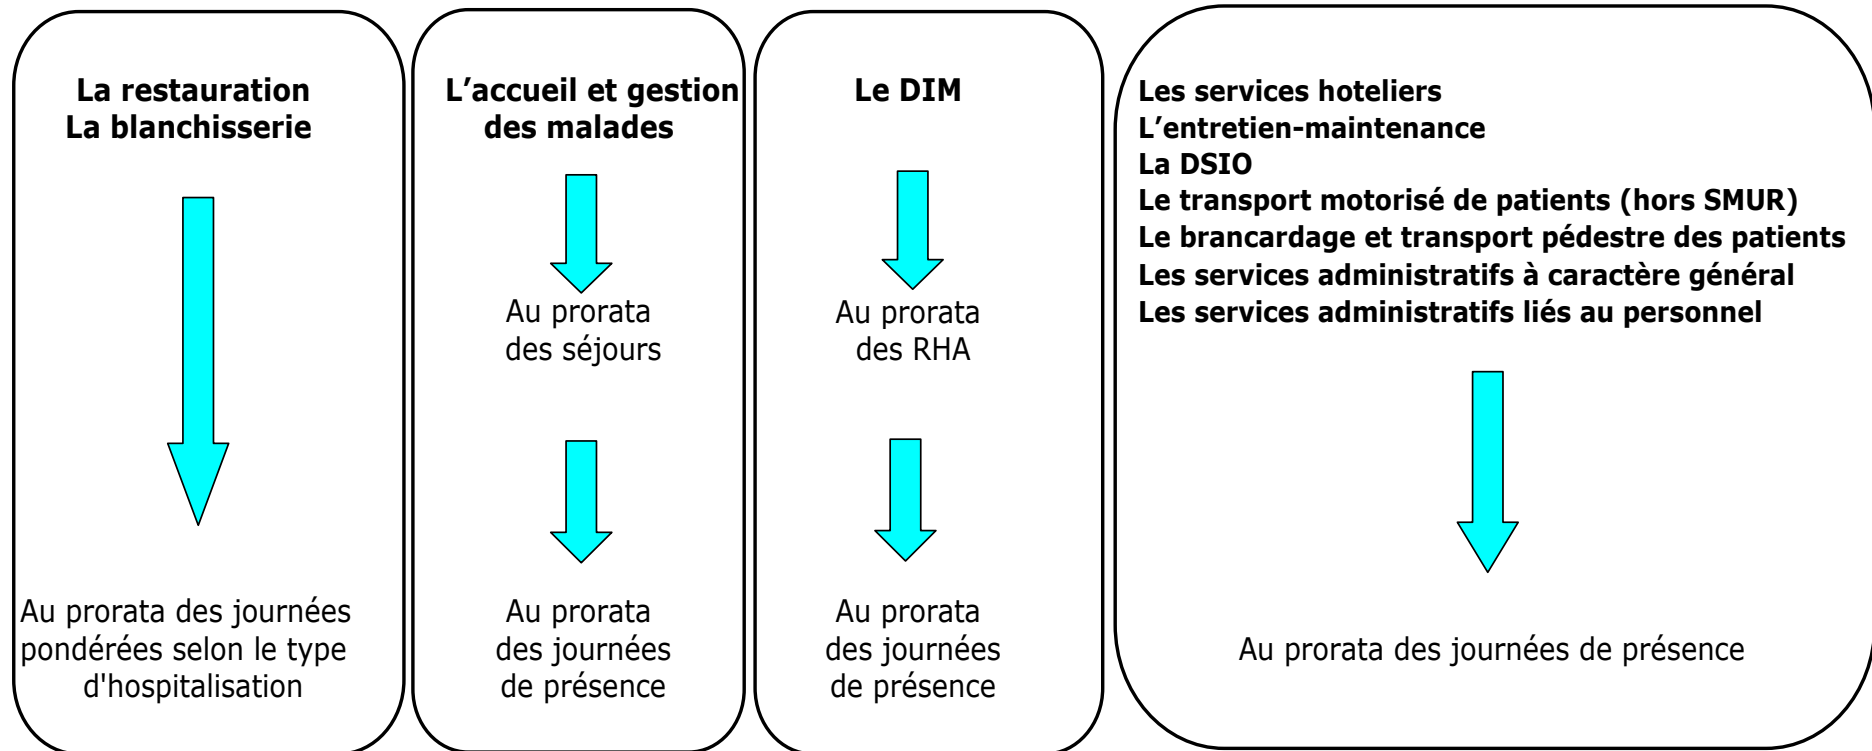 La restauration
La blanchisserie
Au prorata des journées
pondérées selon le type
d'hospitalisation
L'accueil et gestion
des malades
Au prorata
des séjours
Au prorata
des journées
de présence
Le DIM
Au prorata
des RHA
Au prorata
des journées
de présence
Les services hoteliers
L'entretien-maintenance
La DSIO
Le transport motorisé de patients (hors SMUR)
Le brancardage et transport pédestre des patients
Les services administratifs à caractère général
Les services administratifs liés au personnel
Au prorata des journées de présence